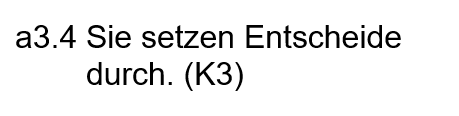 a3.4 Sie setzen Entscheide
durch. (K3)